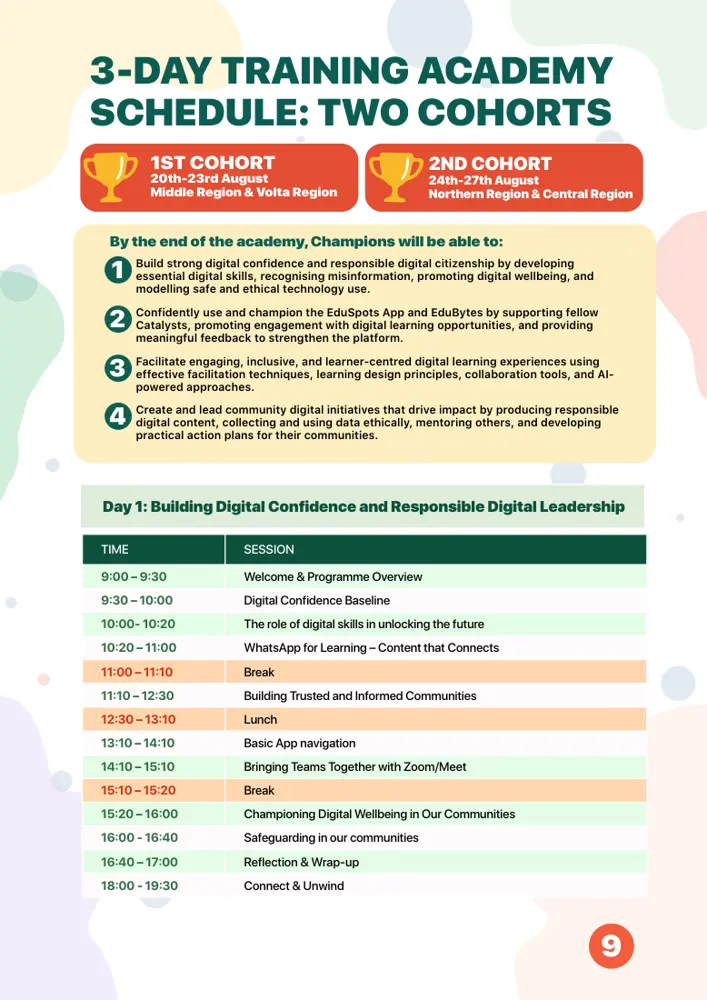 3-DAY TRAINING ACADEMY
SCHEDULE: TWO COHORTS
1ST COHORT
20th-23rd August
Middle Region & Volta Region
2ND COHORT
24th-27th August
Northern Region & Central Region
By the end of the academy, Champions will be able to:
1 Build strong digital confidence and responsible digital citizenship by developing
essential digital skills, recognising misinformation, promoting digital wellbeing, and
modelling safe and ethical technology use.
2 Confidently use and champion the EduSpots App and EduBytes by supporting fellow
Catalysts, promoting engagement with digital learning opportunities, and providing
meaningful feedback to strengthen the platform.
3 Facilitate engaging, inclusive, and learner-centred digital learning experiences using
effective facilitation techniques, learning design principles, collaboration tools, and AI-
powered approaches.
4 Create and lead community digital initiatives that drive impact by producing responsible
digital content, collecting and using data ethically, mentoring others, and developing
practical action plans for their communities.
Day 1: Building Digital Confidence and Responsible Digital Leadership
TIME SESSION
9:00 – 9:30 Welcome & Programme Overview
9:30 – 10:00 Digital Confidence Baseline
10:00- 10:20 The role of digital skills in unlocking the future
10:20 – 11:00 WhatsApp for Learning – Content that Connects
11:00 – 11:10 Break
11:10 – 12:30 Building Trusted and Informed Communities
12:30 – 13:10 Lunch
13:10 – 14:10 Basic App navigation
14:10 – 15:10 Bringing Teams Together with Zoom/Meet
15:10 – 15:20 Break
15:20 – 16:00 Championing Digital Wellbeing in Our Communities
16:00 - 16:40 Safeguarding in our communities
16:40 – 17:00 Reflection & Wrap-up
18:00 - 19:30 Connect & Unwind
9